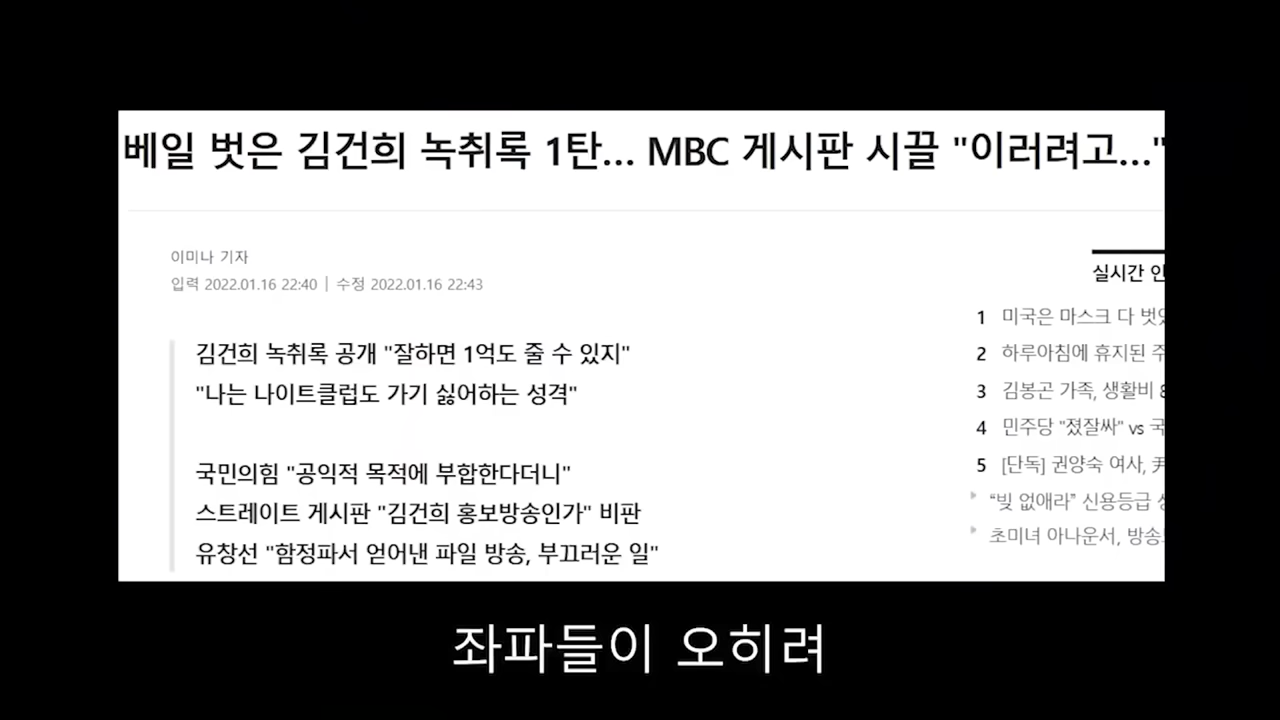 베일 벗은 김건희 녹취록 1탄... MBC 게시판 시끌 "이러려고..."
이미나 기자
입력 2022.01.16 22:40 | 수정 2022.01.16 22:43
김건희 녹취록 공개 "잘하면 1억도 줄 수 있지"
"나는 나이트클럽도 가기 싫어하는 성격"
국민의힘 "공익적 목적에 부합한다더니"
스트레이트 게시판 "김건희 홍보방송인가" 비판
유창선 "함정파서 얻어낸 파일 방송, 부끄러운 일"
실시간
1 미국은 마스크 다
2 하루아침에 휴지된
3 김봉곤 가족, 생활비
4 민주당 "졌잘싸" vs
5 [단독] 권양숙 여사,
“빚 없애라” 신용등급
초미녀 아나운서,
좌파들이 오히려